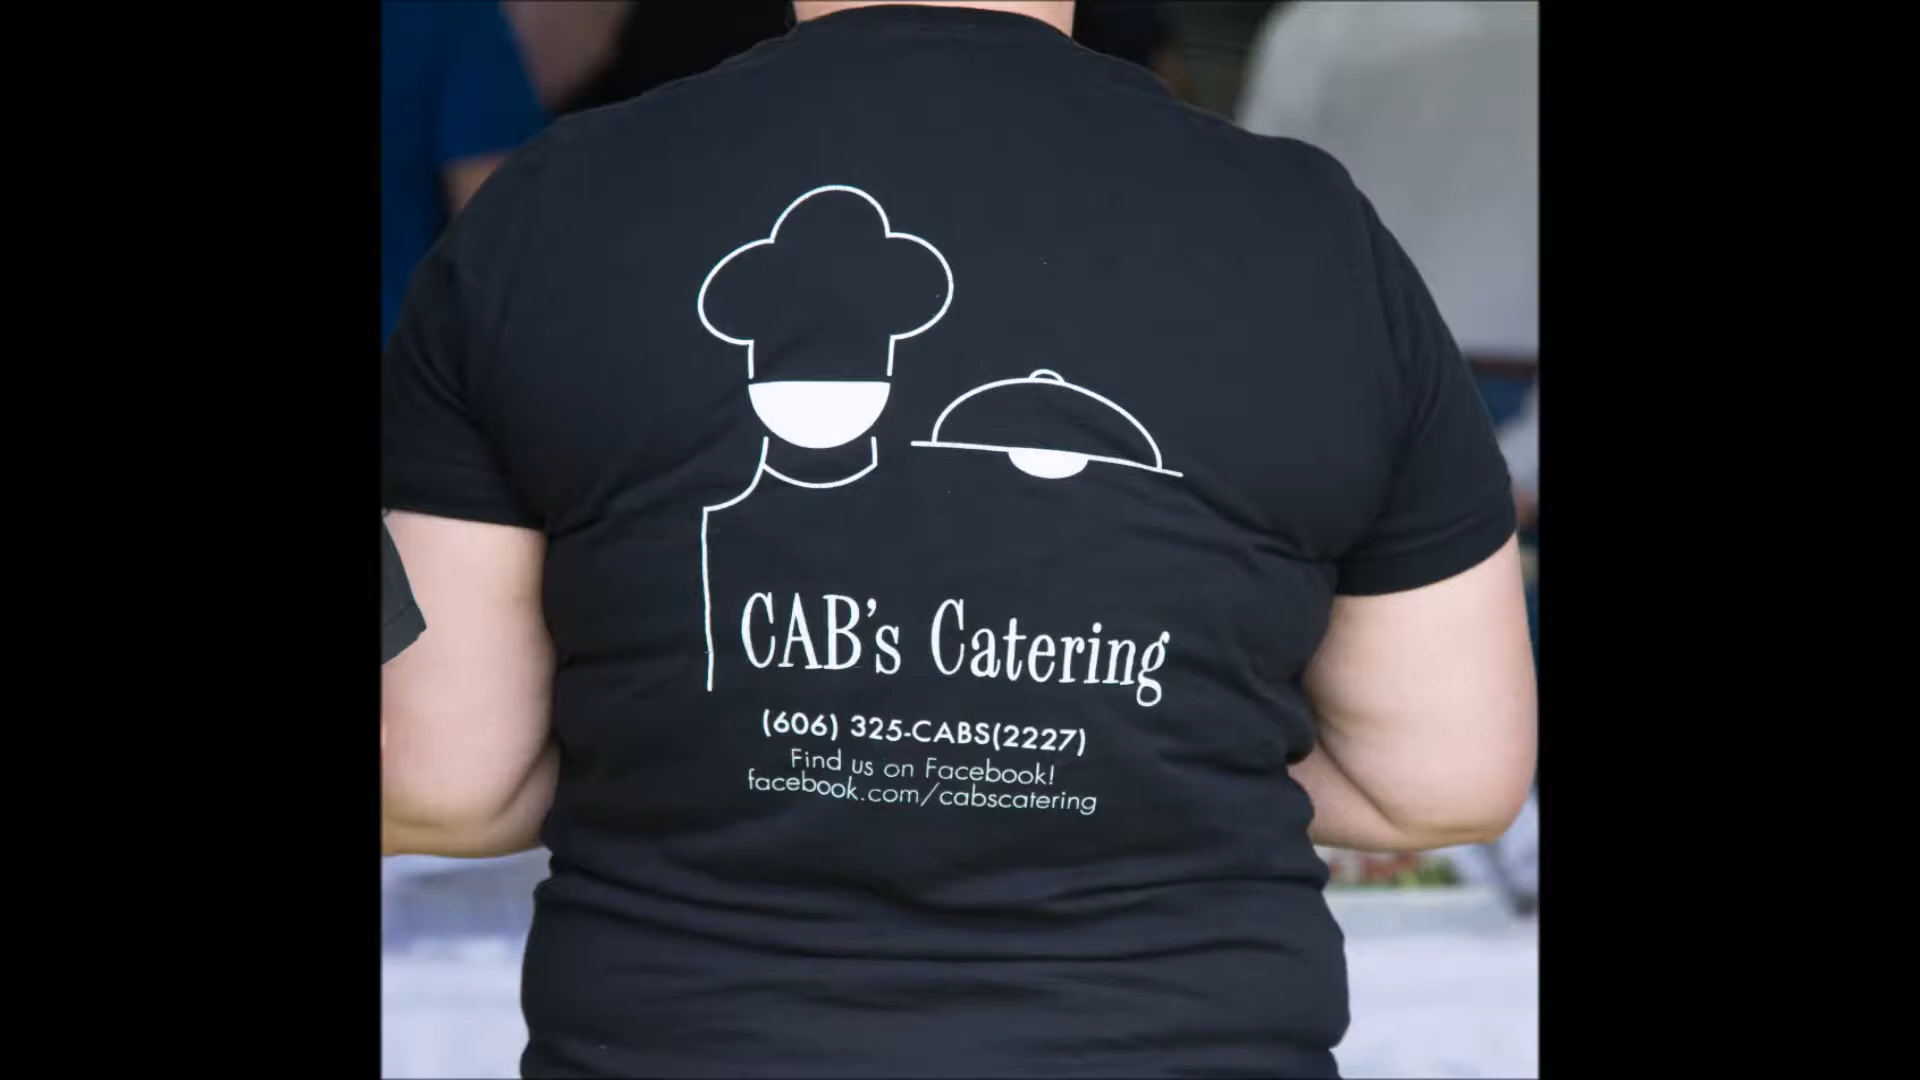 CAB's Catering
(606) 325-CABS(2227)
Find us on Facebook!
facebook.com/cabscatering